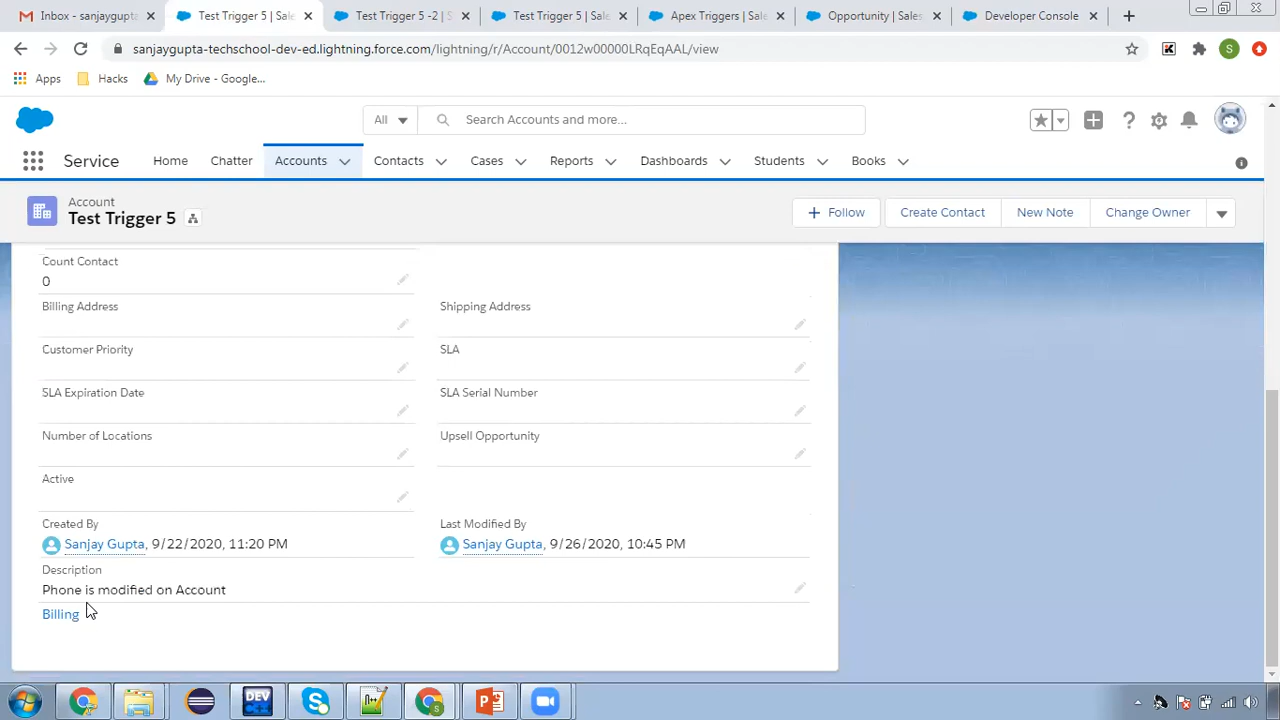 Inbox - sanjaygupta
Test Trigger 5 | Sale
Test Trigger 5 -2 | S
Test Trigger 5 | Sale
Apex Triggers | Sale
Opportunity | Sales
Developer Console
sanjaygupta-techschool-dev-ed.lightning.force.com/lightning/r/Account/0012w00000LRqEqAAL/view
Apps
Hacks
My Drive - Google...
All
Search Accounts and more...
Service
Home
Chatter
Accounts
Contacts
Cases
Reports
Dashboards
Students
Books
Account
Test Trigger 5
Follow
Create Contact
New Note
Change Owner
Count Contact
0
Billing Address
Shipping Address
Customer Priority
SLA
SLA Expiration Date
SLA Serial Number
Number of Locations
Upsell Opportunity
Active
Created By
Last Modified By
Sanjay Gupta, 9/22/2020, 11:20 PM
Sanjay Gupta, 9/26/2020, 10:45 PM
Description
Phone is modified on Account
Billing